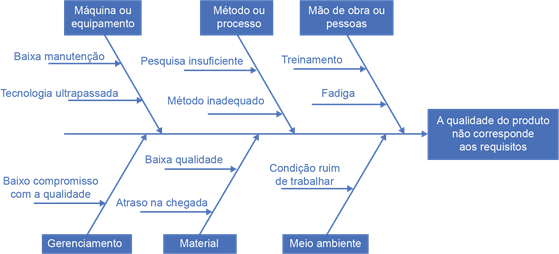 Máquina ou
equipamento
Método ou
processo
Mão de obra ou
pessoas
Baixa manutenção
Pesquisa insuficiente
Treinamento
Tecnologia ultrapassada
Método inadequado
Fadiga
A qualidade do produto
não corresponde
aos requisitos
Baixo compromisso
com a qualidade
Baixa qualidade
Atraso na chegada
Condição ruim
de trabalhar
Gerenciamento
Material
Meio ambiente